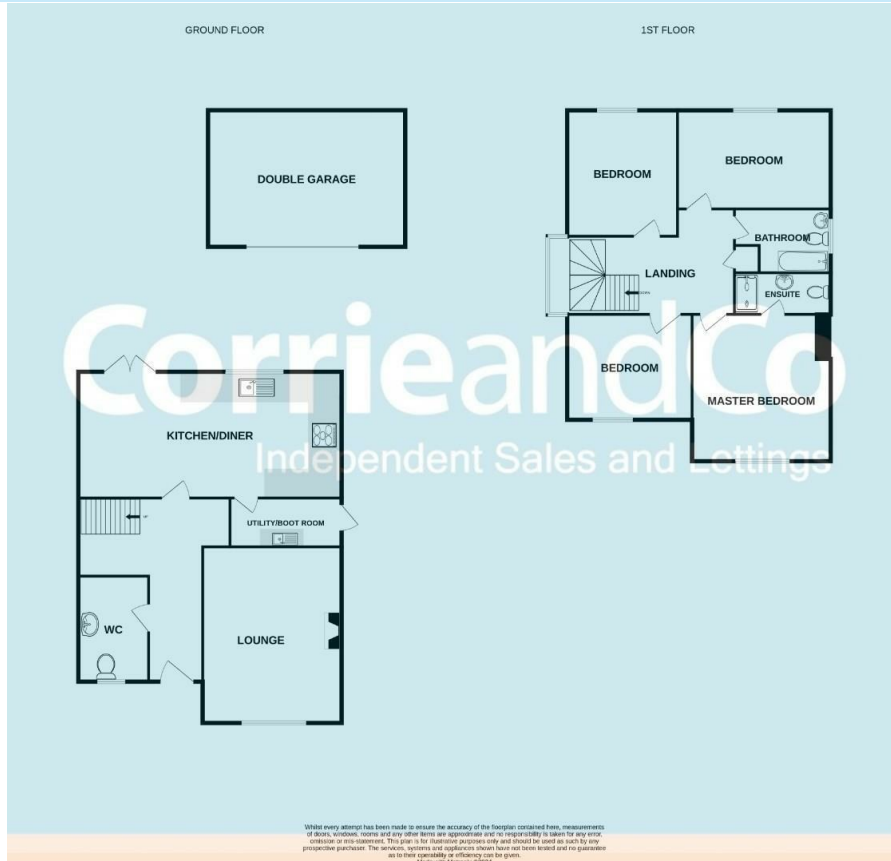 GROUND FLOOR
1ST FLOOR
DOUBLE GARAGE
BEDROOM
BEDROOM
BATHROOM
LANDING
DOWN
ENSUITE
BEDROOM
MASTER BEDROOM
CorrieandCo
Independent Sales and Lettings
KITCHEN/DINER
UP
UTILITY/BOOT ROOM
WC
LOUNGE
Whilst every attempt has been made to ensure the accuracy of the floorplan contained here, measurements
of doors, windows, rooms and any other items are approximate and no responsibility is taken for any error,
omission or mis-statement. This plan is for illustrative purposes only and should be used as such by any
prospective purchaser. The services, systems and appliances shown have not been tested and no guarantee
as to their operability or efficiency can be given.